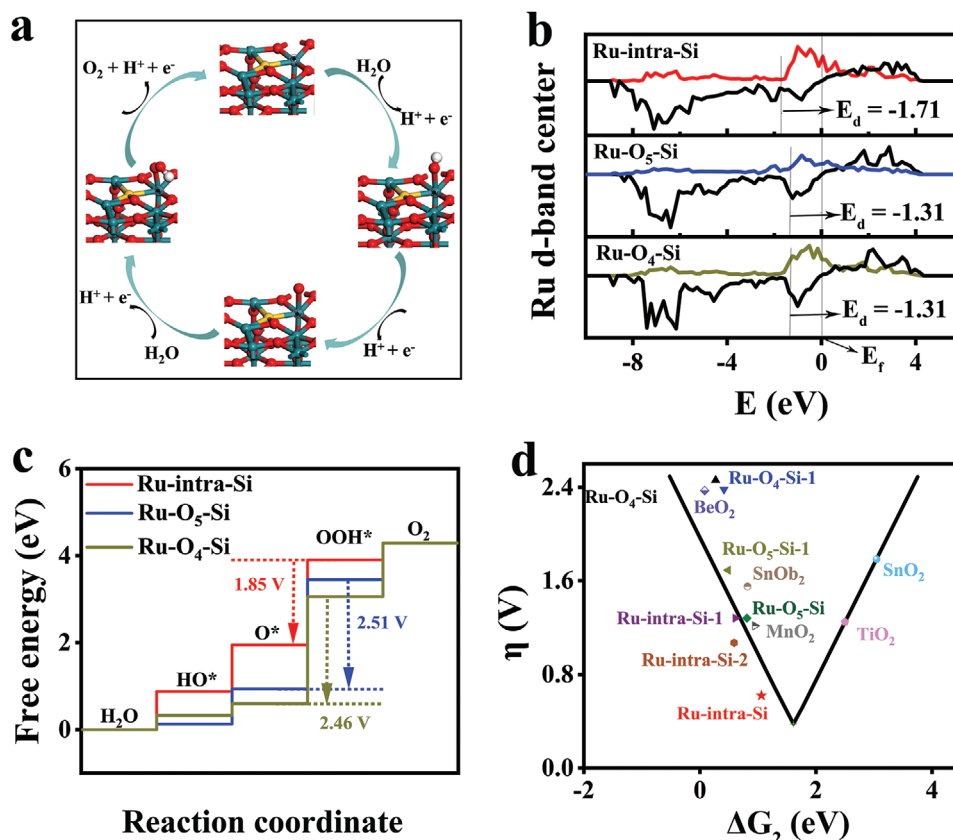 a
O₂ + H⁺ + e⁻
H₂O
H⁺ + e⁻
H⁺ + e⁻
H₂O
H⁺ + e⁻
b
Ru d-band center
Ru-intra-Si
E_d = -1.71
Ru-O₅-Si
E_d = -1.31
Ru-O₄-Si
E_d = -1.31
-8
-4
0
4
E_f
E (eV)
c
Free energy (eV)
6
4
2
0
Ru-intra-Si
Ru-O₅-Si
Ru-O₄-Si
H₂O
HO*
O*
OOH*
O₂
1.85 V
2.51 V
2.46 V
Reaction coordinate
d
η (V)
2.4
1.6
0.8
0.0
Ru-O₄-Si
Ru-O₄-Si-1
BeO₂
Ru-O₅-Si-1
SnOb₂
SnO₂
Ru-intra-Si-1
Ru-O₅-Si
MnO₂
TiO₂
Ru-intra-Si-2
Ru-intra-Si
-2
0
2
4
ΔG₂ (eV)